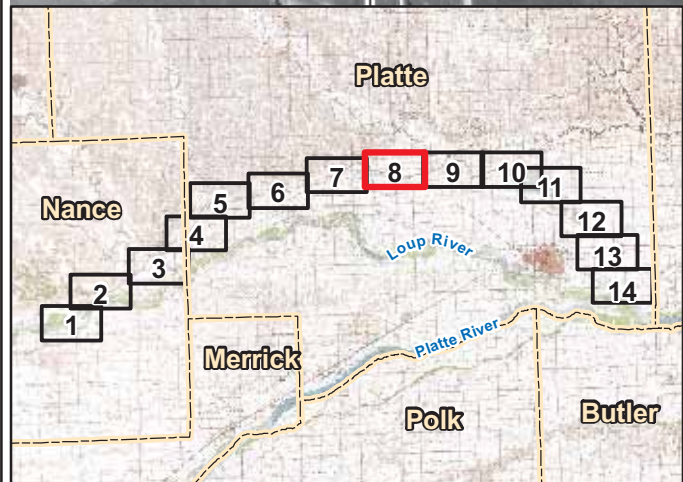 Platte
Nance
Loup River
Platte River
Merrick
Polk
Butler
1
2
3
4
5
6
7
8
9
10
11
12
13
14